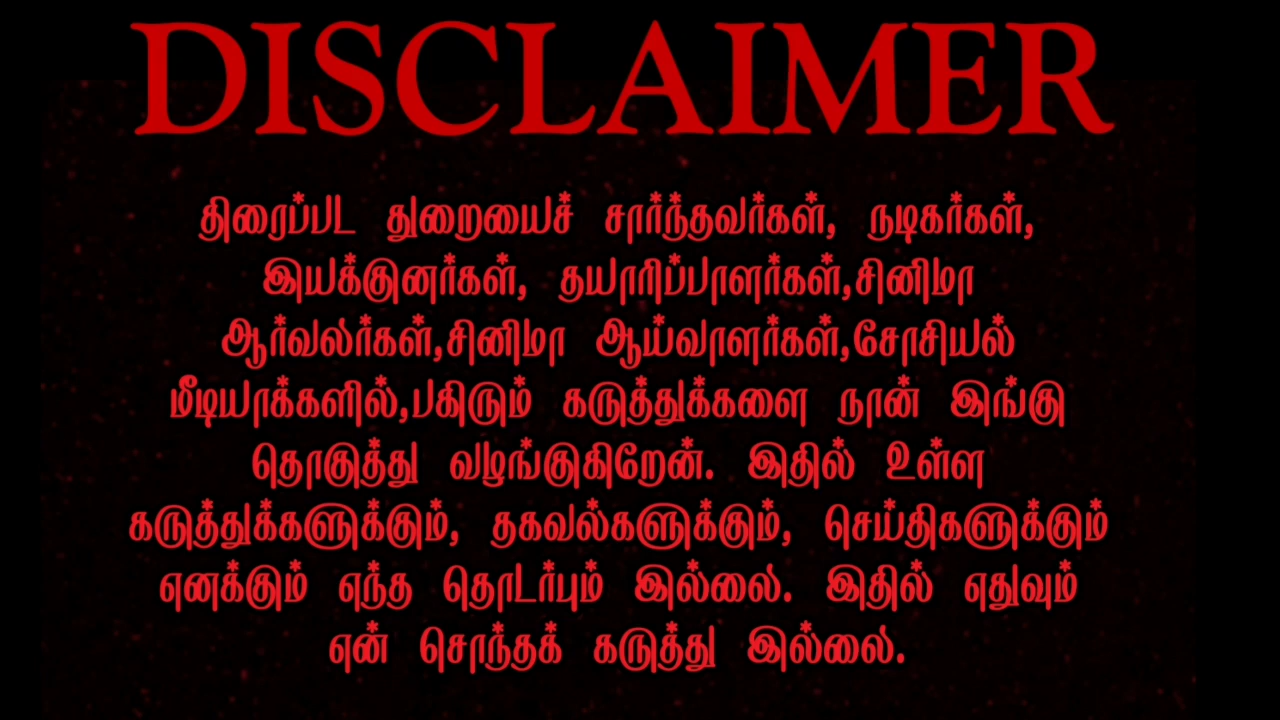 DISCLAIMER
திரைப்பட துறையைச் சார்ந்தவர்கள், நடிகர்கள்,
இயக்குனர்கள், தயாரிப்பாளர்கள்,சினிமா
ஆர்வலர்கள்,சினிமா ஆய்வாளர்கள்,சோசியல்
மீடியாக்களில்,பகிரும் கருத்துக்களை நான் இங்கு
தொகுத்து வழங்குகிறேன். இதில் உள்ள
கருத்துக்களுக்கும், தகவல்களுக்கும், செய்திகளுக்கும்
எனக்கும் எந்த தொடர்பும் இல்லை. இதில் எதுவும்
என் சொந்தக் கருத்து இல்லை.